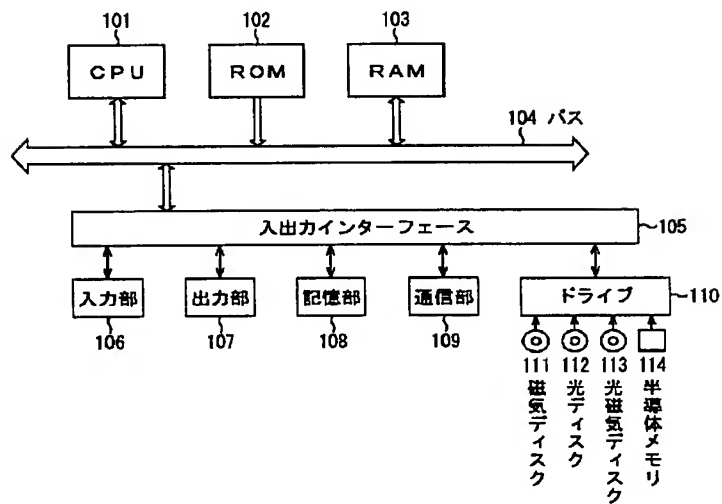 101
102
103
CPU
ROM
RAM
104 バス
入出力インターフェース
105
入力部
出力部
記憶部
通信部
ドライブ
110
106
107
108
109
111
112
113
114
磁気ディスク
光ディスク
光磁気ディスク
半導体メモリ